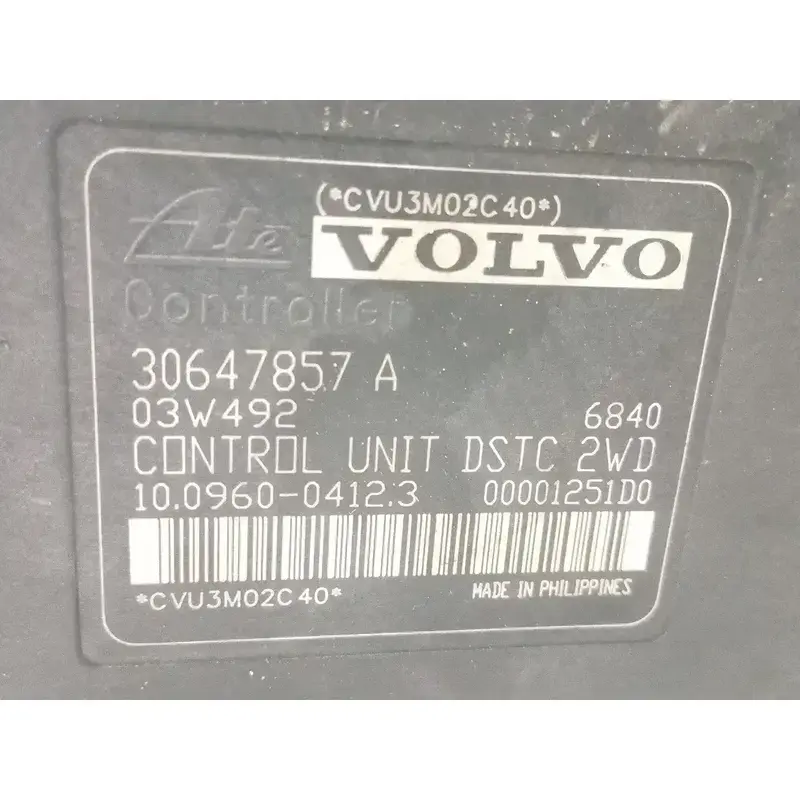 (*CVU3M02C40*)
Ate VOLVO
Controller
30647857 A
03W492 6840
CONTROL UNIT DSTC 2WD
10.0960-0412.3 00001251D0
*CVU3M02C40* MADE IN PHILIPPINES